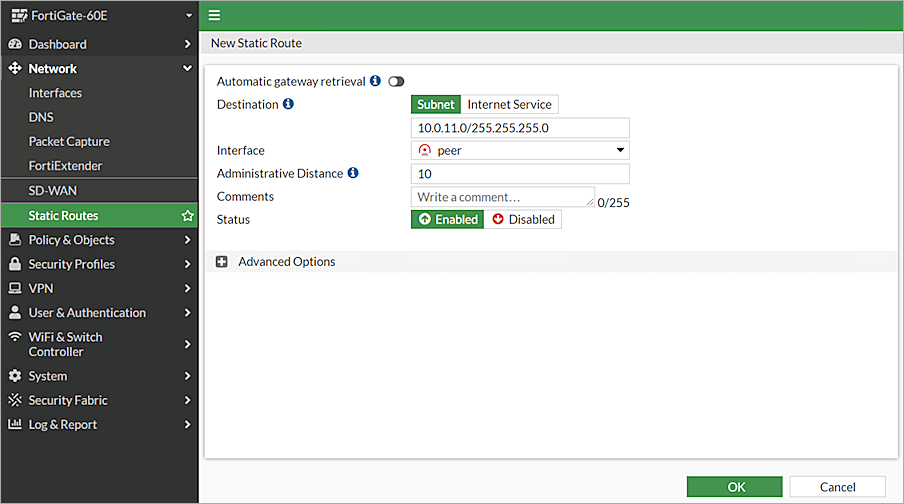 FortiGate-60E
Dashboard
Network
Interfaces
DNS
Packet Capture
FortiExtender
SD-WAN
Static Routes
Policy & Objects
Security Profiles
VPN
User & Authentication
WiFi & Switch
Controller
System
Security Fabric
Log & Report
New Static Route
Automatic gateway retrieval
Destination
Subnet Internet Service
10.0.11.0/255.255.255.0
Interface peer
Administrative Distance 10
Comments Write a comment... 0/255
Status Enabled Disabled
Advanced Options
OK Cancel